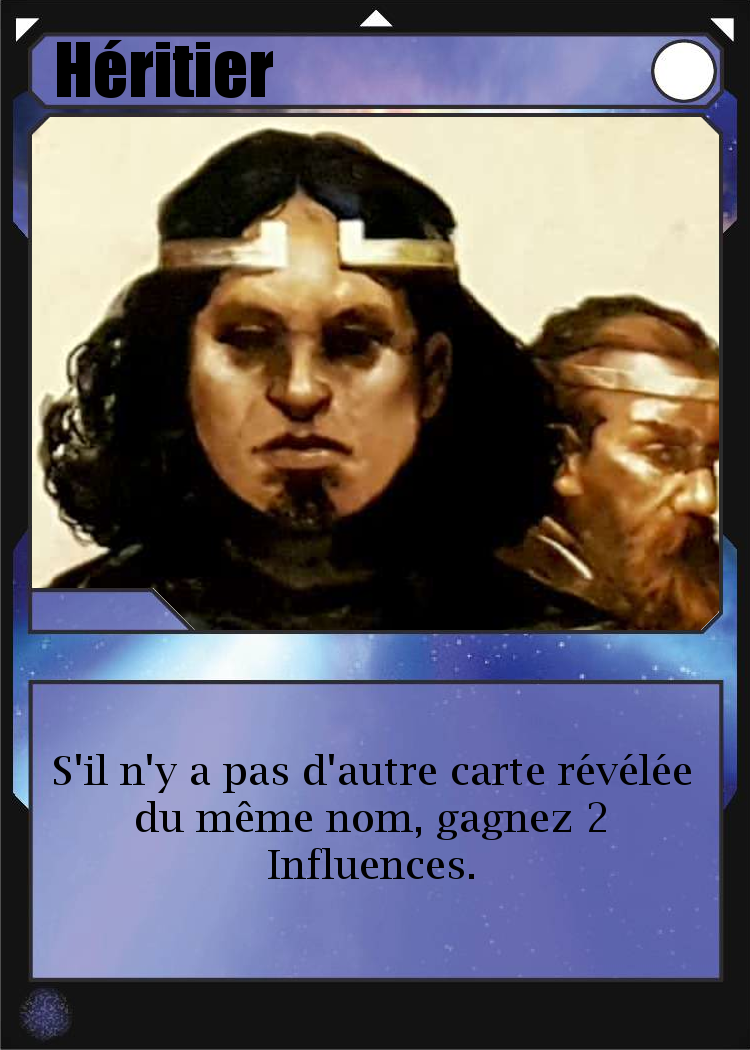 Héritier
S'il n'y a pas d'autre carte révélée
du même nom, gagnez 2
Influences.